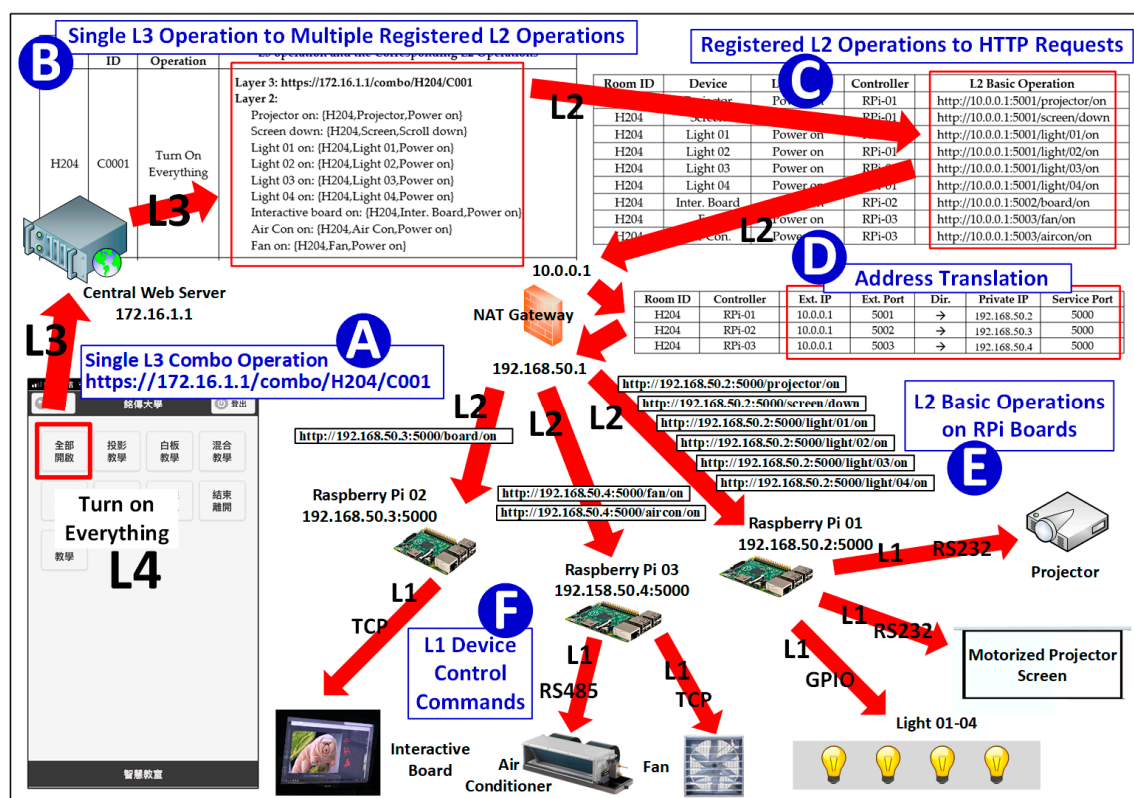 B
Single L3 Operation to Multiple Registered L2 Operations
ID
Operation
L3 operation and the Corresponding L2 Operations
H204
C0001
Turn On
Everything
Layer 3: https://172.16.1.1/combo/H204/C001
Layer 2:
Projector on: {H204,Projector,Power on}
Screen down: {H204,Screen,Scroll down}
Light 01 on: {H204,Light 01,Power on}
Light 02 on: {H204,Light 02,Power on}
Light 03 on: {H204,Light 03,Power on}
Light 04 on: {H204,Light 04,Power on}
Interactive board on: {H204,Inter. Board,Power on}
Air Con on: {H204,Air Con,Power on}
Fan on: {H204,Fan,Power on}
L3
Central Web Server
172.16.1.1
L2
C
Registered L2 Operations to HTTP Requests
Room ID Device Controller L2 Basic Operation
Projector Power on RPi-01 http://10.0.0.1:5001/projector/on
H204 Screen RPi-01 http://10.0.0.1:5001/screen/down
H204 Light 01 Power on http://10.0.0.1:5001/light/01/on
H204 Light 02 Power on RPi-01 http://10.0.0.1:5001/light/02/on
H204 Light 03 Power on http://10.0.0.1:5001/light/03/on
H204 Light 04 Power on http://10.0.0.1:5001/light/04/on
H204 Inter. Board RPi-02 http://10.0.0.1:5002/board/on
H204 Power on RPi-03 http://10.0.0.1:5003/fan/on
H204 Con. Power RPi-03 http://10.0.0.1:5003/aircon/on
L2
D
Address Translation
Room ID Controller Ext. IP Ext. Port Dir. Private IP Service Port
H204 RPi-01 10.0.0.1 5001 → 192.168.50.2 5000
H204 RPi-02 10.0.0.1 5002 → 192.168.50.3 5000
H204 RPi-03 10.0.0.1 5003 → 192.168.50.4 5000
10.0.0.1
NAT Gateway
192.168.50.1
L3
A
Single L3 Combo Operation
https://172.16.1.1/combo/H204/C001
銘傳大學
登出
全部
開啟
投影
教學
白板
教學
混合
教學
結束
離開
教學
Turn on
Everything
L4
智慧教室
L2
L2
L2
http://192.168.50.3:5000/board/on
http://192.168.50.4:5000/fan/on
http://192.168.50.4:5000/aircon/on
http://192.168.50.2:5000/projector/on
http://192.168.50.2:5000/screen/down
http://192.168.50.2:5000/light/01/on
http://192.168.50.2:5000/light/02/on
http://192.168.50.2:5000/light/03/on
http://192.168.50.2:5000/light/04/on
L2 Basic Operations
on RPi Boards
E
Raspberry Pi 02
192.168.50.3:5000
Raspberry Pi 03
192.158.50.4:5000
Raspberry Pi 01
192.168.50.2:5000
L1
TCP
F
L1 Device
Control
Commands
L1
RS485
L1
TCP
L1
RS232
L1
RS232
L1
GPIO
Projector
Motorized Projector
Screen
Light 01-04
Interactive
Board
Air
Conditioner
Fan